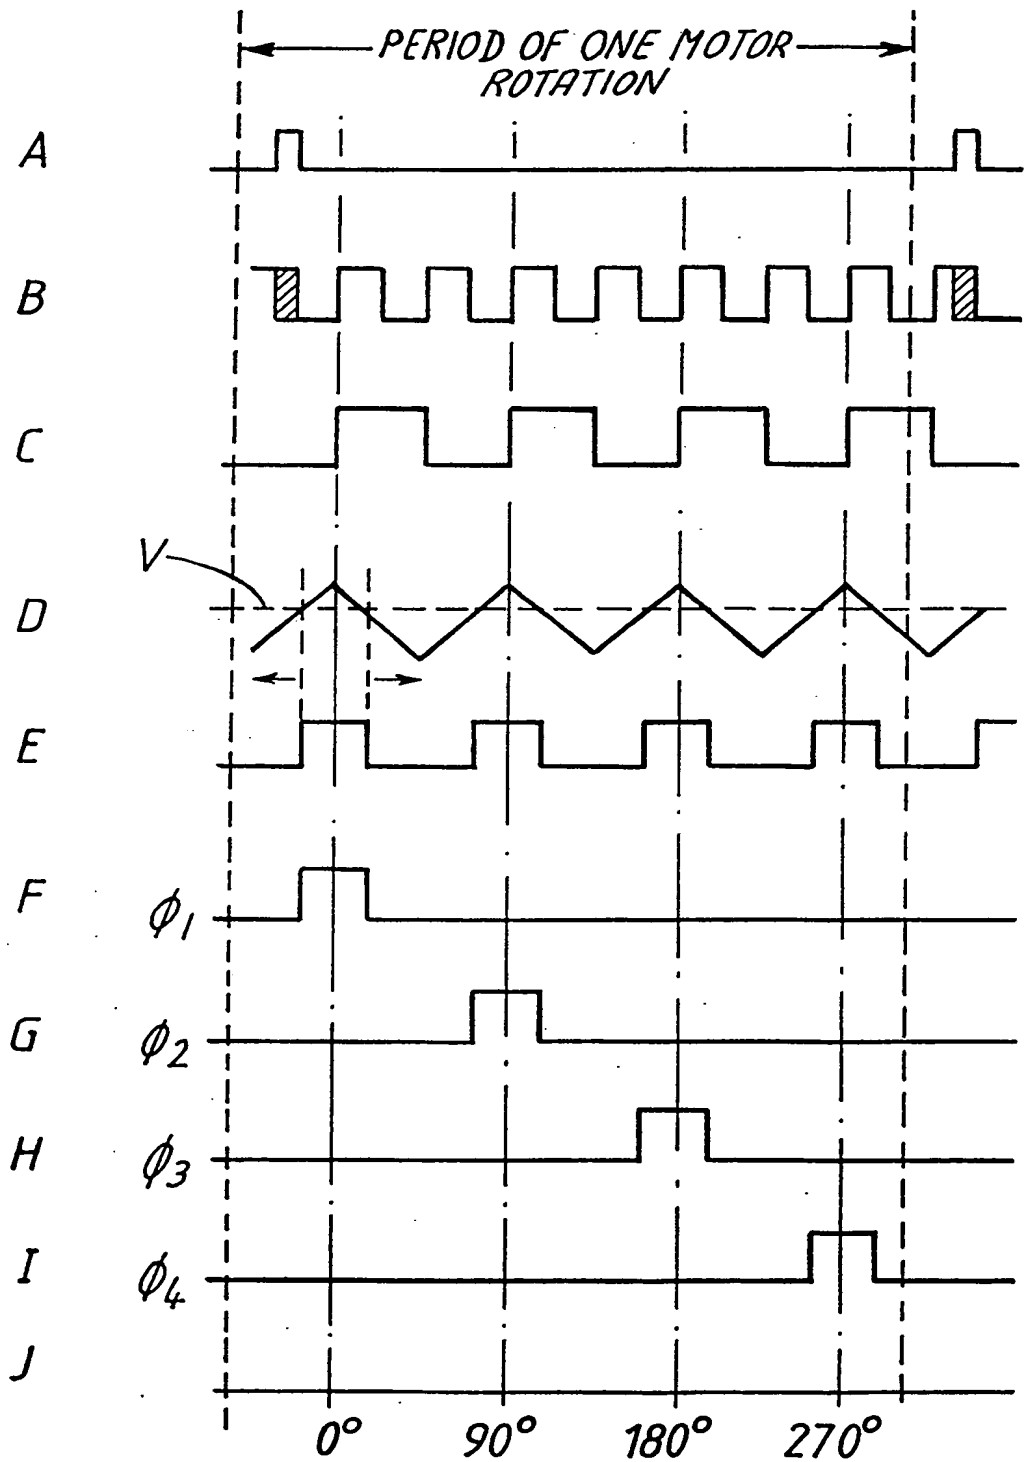 PERIOD OF ONE MOTOR
ROTATION
A
B
C
V
D
E
F ϕ1
G ϕ2
H ϕ3
I ϕ4
J
0° 90° 180° 270°